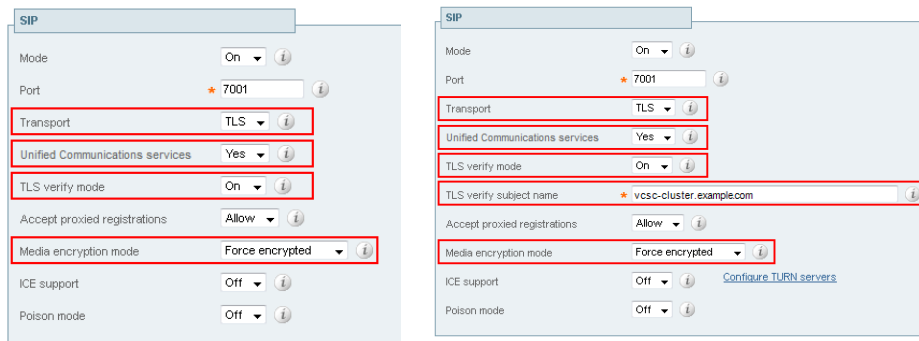 SIP
Mode On
Port * 7001
Transport TLS
Unified Communications services Yes
TLS verify mode On
Accept proxied registrations Allow
Media encryption mode Force encrypted
ICE support Off
Poison mode Off
SIP
Mode On
Port * 7001
Transport TLS
Unified Communications services Yes
TLS verify mode On
TLS verify subject name * vcsc-cluster.example.com
Accept proxied registrations Allow
Media encryption mode Force encrypted
ICE support Off Configure TURN servers
Poison mode Off